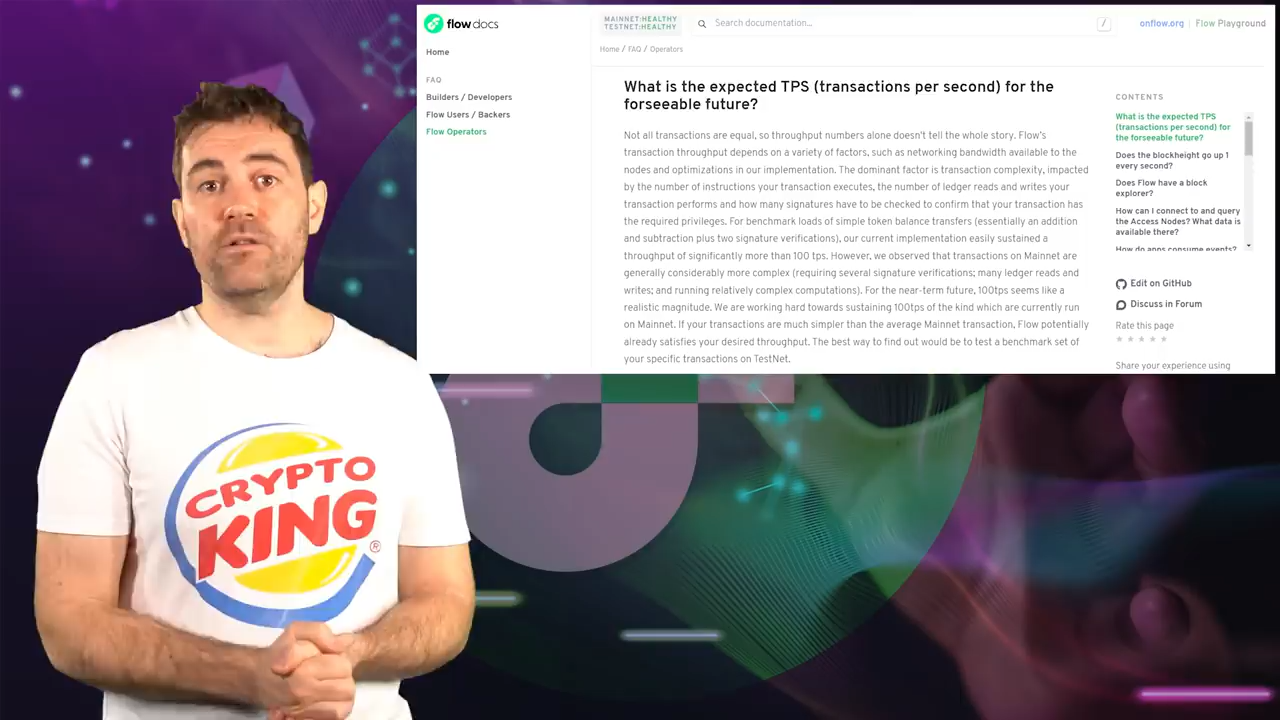 flow docs
MAINNET:HEALTHY
TESTNET:HEALTHY
Search documentation...
/
onflow.org | Flow Playground
Home / FAQ / Operators
Home
FAQ
Builders / Developers
Flow Users / Backers
Flow Operators
What is the expected TPS (transactions per second) for the
forseeable future?
Not all transactions are equal, so throughput numbers alone doesn't tell the whole story. Flow's
transaction throughput depends on a variety of factors, such as networking bandwidth available to the
nodes and optimizations in our implementation. The dominant factor is transaction complexity, impacted
by the number of instructions your transaction executes, the number of ledger reads and writes your
transaction performs and how many signatures have to be checked to confirm that your transaction has
the required privileges. For benchmark loads of simple token balance transfers (essentially an addition
and subtraction plus two signature verifications), our current implementation easily sustained a
throughput of significantly more than 100 tps. However, we observed that transactions on Mainnet are
generally considerably more complex (requiring several signature verifications; many ledger reads and
writes; and running relatively complex computations). For the near-term future, 100tps seems like a
realistic magnitude. We are working hard towards sustaining 100tps of the kind which are currently run
on Mainnet. If your transactions are much simpler than the average Mainnet transaction, Flow potentially
already satisfies your desired throughput. The best way to find out would be to test a benchmark set of
your specific transactions on TestNet.
CONTENTS
What is the expected TPS
(transactions per second) for
the forseeable future?
Does the blockheight go up 1
every second?
Does Flow have a block
explorer?
How can I connect to and query
the Access Nodes? What data is
available there?
How do apps consume events?
Edit on GitHub
Discuss in Forum
Rate this page
Share your experience using
CRYPTO
KING
®